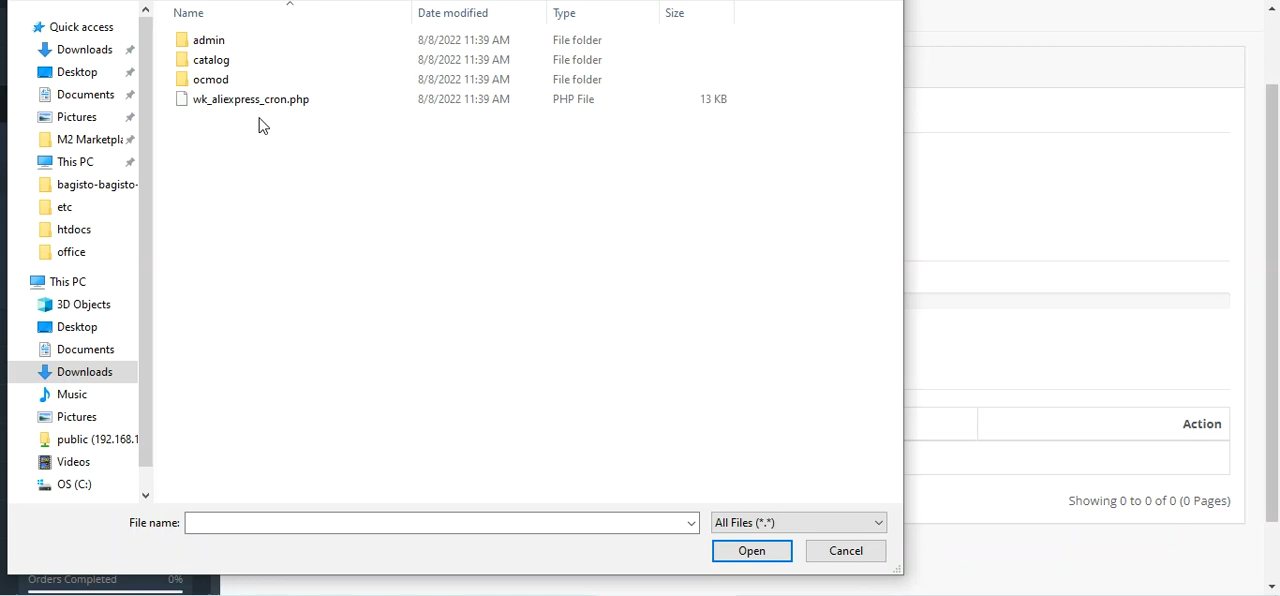 Name Date modified Type Size
Quick access
Downloads
Desktop
Documents
Pictures
M2 Marketpla
This PC
bagisto-bagisto-
etc
htdocs
office
This PC
3D Objects
Desktop
Documents
Downloads
Music
Pictures
public (192.168.1
Videos
OS (C:)
admin 8/8/2022 11:39 AM File folder
catalog 8/8/2022 11:39 AM File folder
ocmod 8/8/2022 11:39 AM File folder
wk_aliexpress_cron.php 8/8/2022 11:39 AM PHP File 13 KB
File name: All Files (*.*)
Open Cancel
Action
Showing 0 to 0 of 0 (0 Pages)
Orders Completed 0%